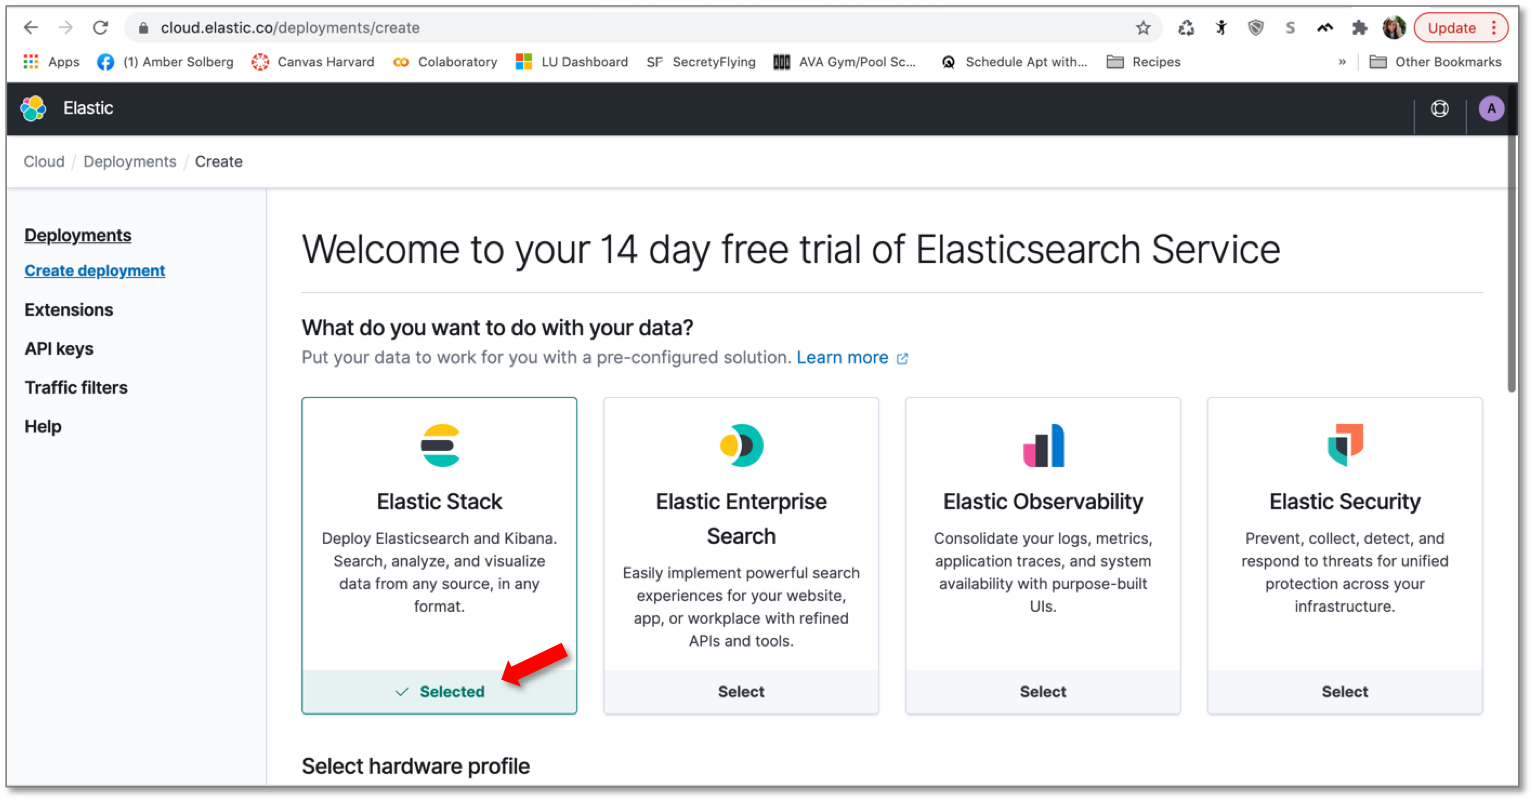 cloud.elastic.co/deployments/create
Update
Apps
(1) Amber Solberg
Canvas Harvard
Colaboratory
LU Dashboard
SF SecretyFlying
AVA Gym/Pool Sc...
Schedule Apt with...
Recipes
»
Other Bookmarks
Elastic
A
Cloud / Deployments / Create
Deployments
Create deployment
Extensions
API keys
Traffic filters
Help
Welcome to your 14 day free trial of Elasticsearch Service
What do you want to do with your data?
Put your data to work for you with a pre-configured solution. Learn more
Elastic Stack
Deploy Elasticsearch and Kibana.
Search, analyze, and visualize
data from any source, in any
format.
Selected
Elastic Enterprise
Search
Easily implement powerful search
experiences for your website,
app, or workplace with refined
APIs and tools.
Select
Elastic Observability
Consolidate your logs, metrics,
application traces, and system
availability with purpose-built
UIs.
Select
Elastic Security
Prevent, collect, detect, and
respond to threats for unified
protection across your
infrastructure.
Select
Select hardware profile